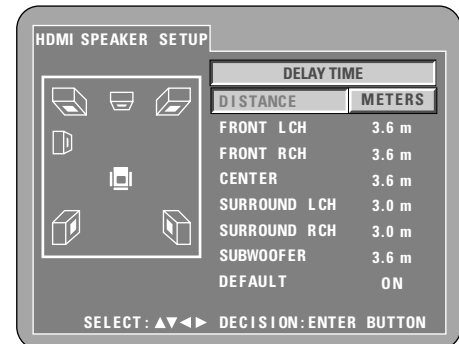 HDMI SPEAKER SETUP
DELAY TIME
DISTANCE METERS
FRONT LCH 3.6 m
FRONT RCH 3.6 m
CENTER 3.6 m
SURROUND LCH 3.0 m
SURROUND RCH 3.0 m
SUBWOOFER 3.6 m
DEFAULT ON
SELECT:▲▼◄► DECISION:ENTER BUTTON